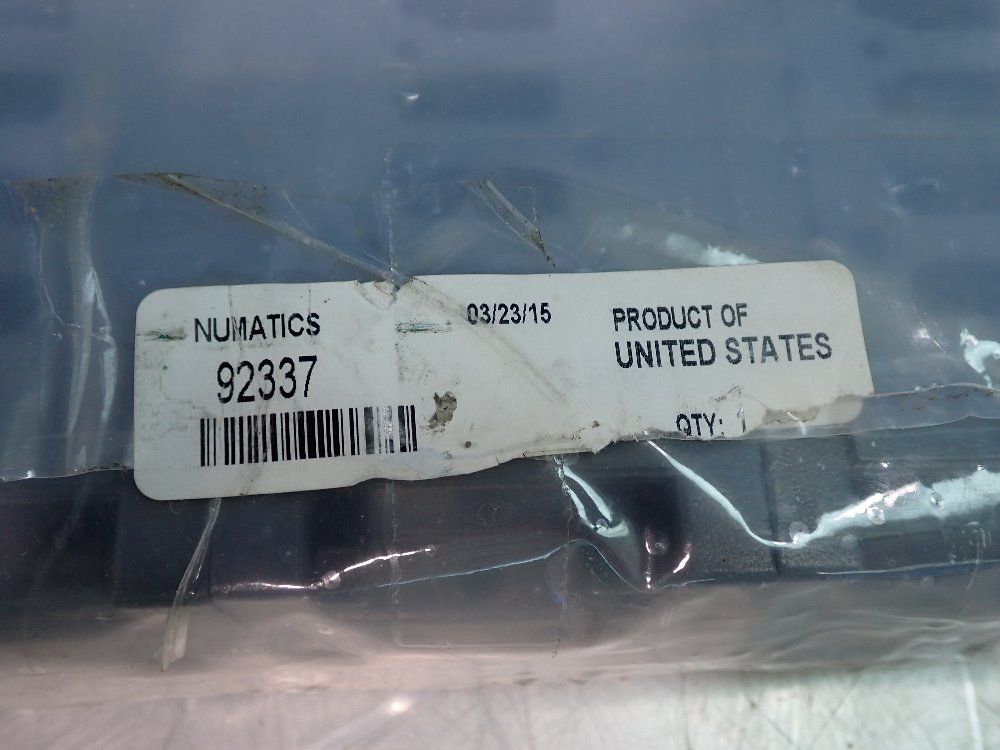 NUMATICS
92337
03/23/15
PRODUCT OF
UNITED STATES
QTY: 1